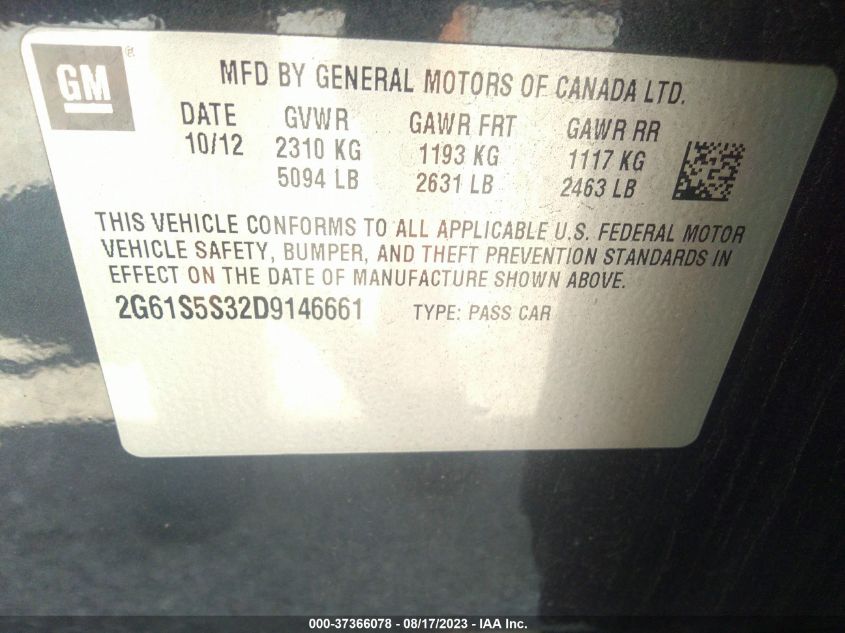 GM ®
MFD BY GENERAL MOTORS OF CANADA LTD.
DATE GVWR GAWR FRT GAWR RR
10/12 2310 KG 1193 KG 1117 KG
5094 LB 2631 LB 2463 LB
THIS VEHICLE CONFORMS TO ALL APPLICABLE U.S. FEDERAL MOTOR
VEHICLE SAFETY, BUMPER, AND THEFT PREVENTION STANDARDS IN
EFFECT ON THE DATE OF MANUFACTURE SHOWN ABOVE.
2G61S5S32D9146661 TYPE: PASS CAR
000-37366078 - 08/17/2023 - IAA Inc.